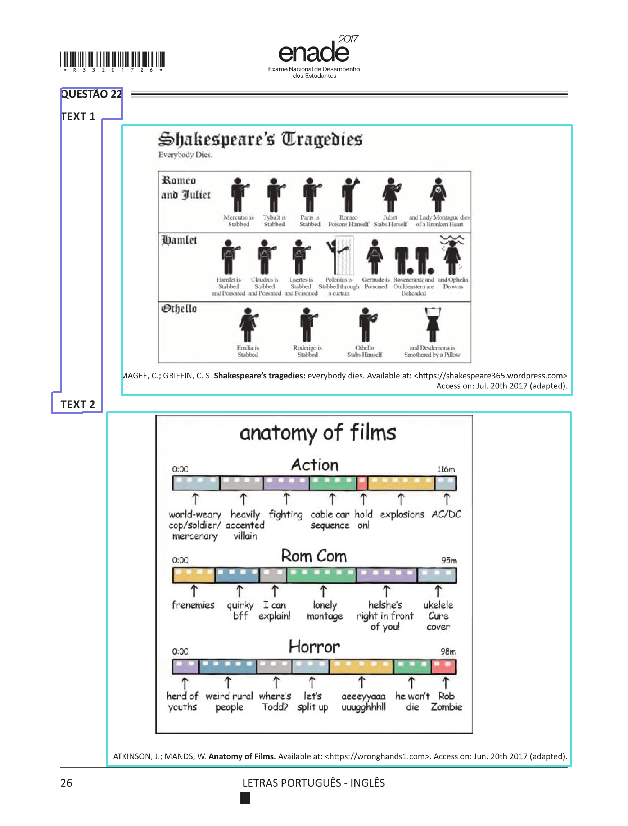 2017
enade
Exame Nacional de Desempenho
dos Estudantes
*R3320172 6*
QUESTÃO 22
TEXT 1
Shakespeare's Tragedies
Everybody Dies.
Romeo
and Juliet
Mercutio is
Stabbed
Tybalt is
Stabbed
Paris is
Stabbed
Romeo
Poisons Himself
Juliet
Stabs Herself
and Lady Montague dies
of a Broken Heart
Hamlet
Hamlet is
Stabbed
and Poisoned
Claudius is
Stabbed
and Poisoned
Laertes is
Stabbed
and Poisoned
Polonius is
Stabbed through
a curtain
Gertrude is
Poisoned
Rosencrantz and
Guildenstern are
Beheaded
and Ophelia
Drowns
Othello
Emilia is
Stabbed
Roderigo is
Stabbed
Othello
Stabs Himself
and Desdemona is
Smothered by a Pillow
MAGEE, C.; GRIFFIN, C. S. Shakespeare's tragedies: everybody dies. Available at: <https://shakespeare365.wordpress.com>
Access on: Jul. 20th 2017 (adapted).
TEXT 2
anatomy of films
Action
0:00
116m
world-weary
cop/soldier/
mercenary
heavily
accented
villain
fighting
cable car
sequence
hold
on!
explosions
AC/DC
Rom Com
0:00
95m
frenemies
quirky
bff
I can
explain!
lonely
montage
he/she's
right in front
of you!
ukelele
Cure
cover
Horror
0:00
98m
herd of
youths
weird rural
people
where's
Todd?
let's
split up
aeeeyyaaa
uuugghhhll
he won't
die
Rob
Zombie
ATKINSON, J.; MANDS, W. Anatomy of Films. Available at: <https://wronghands1.com>. Access on: Jun. 20th 2017 (adapted).
26
LETRAS PORTUGUÊS - INGLÊS